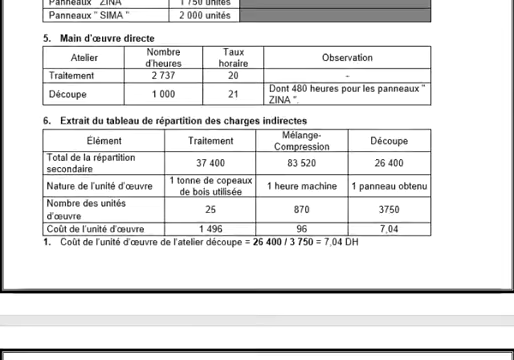 Panneaux " ZINA " 1 750 unités
Panneaux " SIMA " 2 000 unités
5. Main d'œuvre directe
Atelier Nombre d'heures Taux horaire Observation
Traitement 2 737 20 -
Découpe 1 000 21 Dont 480 heures pour les panneaux " ZINA ".
6. Extrait du tableau de répartition des charges indirectes
Élément Traitement Mélange-Compression Découpe
Total de la répartition secondaire 37 400 83 520 26 400
Nature de l'unité d'œuvre 1 tonne de copeaux de bois utilisée 1 heure machine 1 panneau obtenu
Nombre des unités d'œuvre 25 870 3750
Coût de l'unité d'œuvre 1 496 96 7,04
1. Coût de l'unité d'œuvre de l'atelier découpe = 26 400 / 3 750 = 7,04 DH